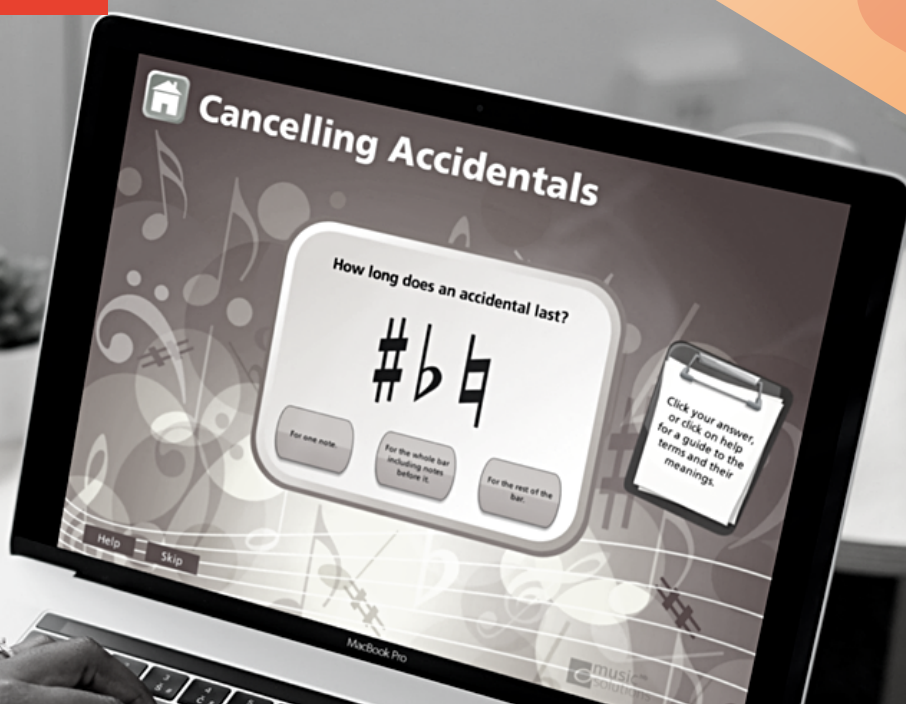 Cancelling Accidentals
How long does an accidental last?
For one note.
For the whole bar
including notes
before it.
For the rest of the
bar.
Click your answer,
or click on help
for a guide to the
terms and their
meanings.
Help
Skip
MacBook Pro
music
solutions